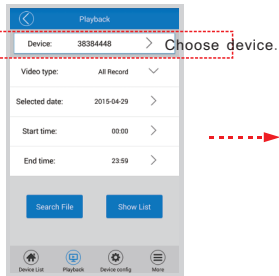 Playback
Device: 38384448
Choose device.
Video type: All Record
Selected date: 2015-04-29
Start time: 00:00
End time: 23:59
Search File Show List
Device List Playback Device config More